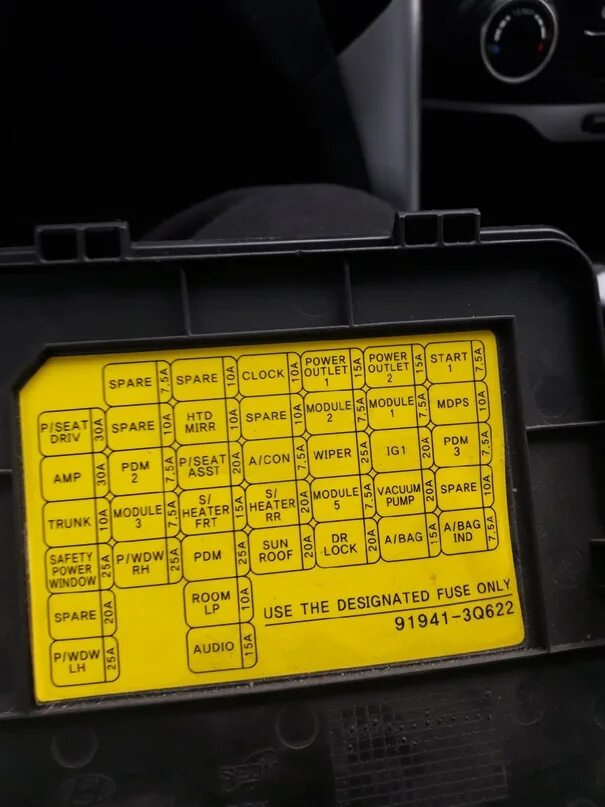 SPARE 7.5A SPARE 10A CLOCK 10A POWER OUTLET 1 15A POWER OUTLET 2 15A START 1 7.5A
P/SEAT DRIV 30A SPARE 10A HTD MIRR 10A SPARE 10A MODULE 2 7.5A MODULE 1 7.5A MDPS 10A
AMP 30A PDM 2 7.5A P/SEAT ASST 20A A/CON 7.5A WIPER 25A IG1 20A PDM 3 7.5A
TRUNK 10A MODULE 3 7.5A S/HEATER FRT 15A S/HEATER RR 20A MODULE 5 7.5A VACUUM PUMP 20A SPARE 10A
SAFETY POWER WINDOW 25A P/WDW RH 25A PDM 25A SUN ROOF 20A DR LOCK 20A A/BAG 15A A/BAG IND 7.5A
SPARE 20A ROOM LP 10A
P/WDW LH 25A AUDIO 15A
USE THE DESIGNATED FUSE ONLY
91941-3Q622